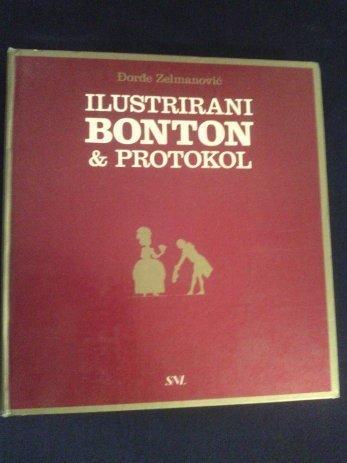 Đorđe Zelmanović
ILUSTRIRANI
BONTON
& PROTOKOL
SNL